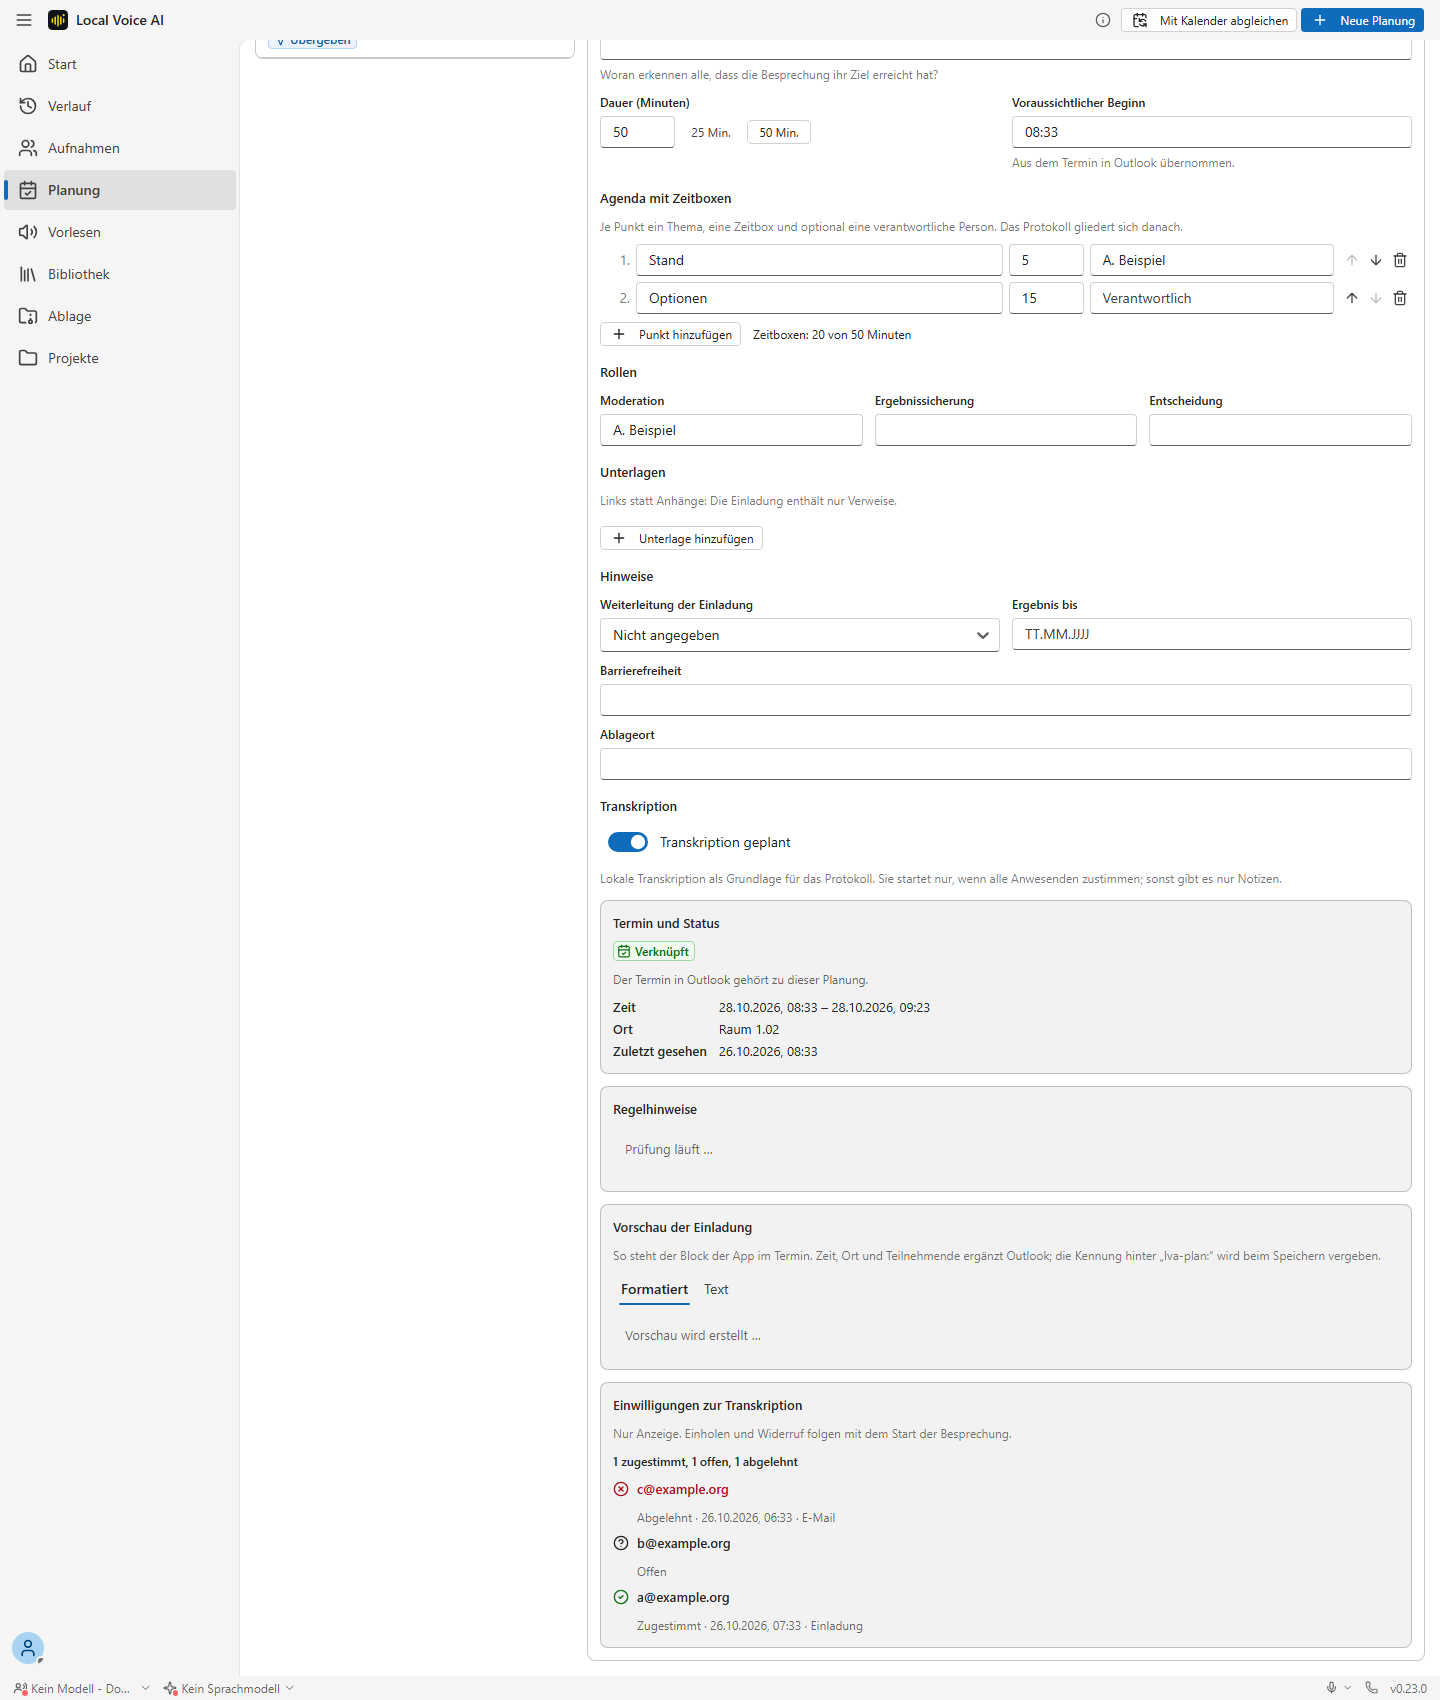 Local Voice AI
Mit Kalender abgleichen
Neue Planung
Start
Verlauf
Aufnahmen
Planung
Vorlesen
Bibliothek
Ablage
Projekte
Übergeben
Woran erkennen alle, dass die Besprechung ihr Ziel erreicht hat?
Dauer (Minuten)
50
25 Min.
50 Min.
Voraussichtlicher Beginn
08:33
Aus dem Termin in Outlook übernommen.
Agenda mit Zeitboxen
Je Punkt ein Thema, eine Zeitbox und optional eine verantwortliche Person. Das Protokoll gliedert sich danach.
1. Stand 5 A. Beispiel
2. Optionen 15 Verantwortlich
Punkt hinzufügen
Zeitboxen: 20 von 50 Minuten
Rollen
Moderation
A. Beispiel
Ergebnissicherung
Entscheidung
Unterlagen
Links statt Anhänge: Die Einladung enthält nur Verweise.
Unterlage hinzufügen
Hinweise
Weiterleitung der Einladung
Nicht angegeben
Ergebnis bis
TT.MM.JJJJ
Barrierefreiheit
Ablageort
Transkription
Transkription geplant
Lokale Transkription als Grundlage für das Protokoll. Sie startet nur, wenn alle Anwesenden zustimmen; sonst gibt es nur Notizen.
Termin und Status
Verknüpft
Der Termin in Outlook gehört zu dieser Planung.
Zeit 28.10.2026, 08:33 – 28.10.2026, 09:23
Ort Raum 1.02
Zuletzt gesehen 26.10.2026, 08:33
Regelhinweise
Prüfung läuft ...
Vorschau der Einladung
So steht der Block der App im Termin. Zeit, Ort und Teilnehmende ergänzt Outlook; die Kennung hinter „lva-plan:“ wird beim Speichern vergeben.
Formatiert
Text
Vorschau wird erstellt ...
Einwilligungen zur Transkription
Nur Anzeige. Einholen und Widerruf folgen mit dem Start der Besprechung.
1 zugestimmt, 1 offen, 1 abgelehnt
c@example.org
Abgelehnt · 26.10.2026, 06:33 · E-Mail
b@example.org
Offen
a@example.org
Zugestimmt · 26.10.2026, 07:33 · Einladung
Kein Modell - Do...
Kein Sprachmodell
v0.23.0